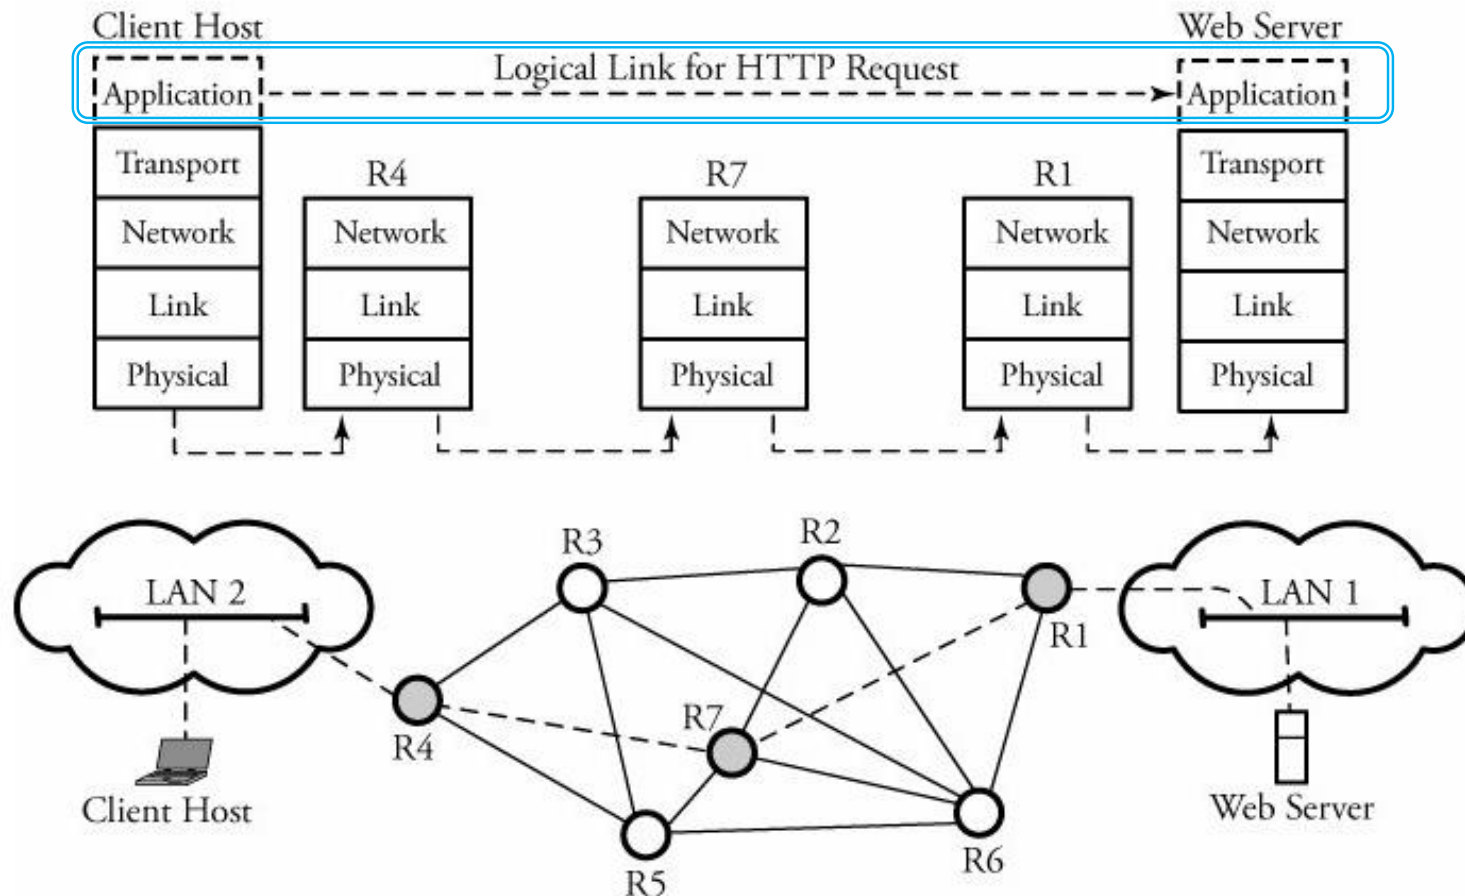 Client Host
Web Server
Logical Link for HTTP Request
Application
Application
Transport
Transport
R4
R7
R1
Network
Network
Network
Network
Network
Link
Link
Link
Link
Link
Physical
Physical
Physical
Physical
Physical
R3
R2
LAN 2
LAN 1
R1
R7
R4
Client Host
Web Server
R6
R5